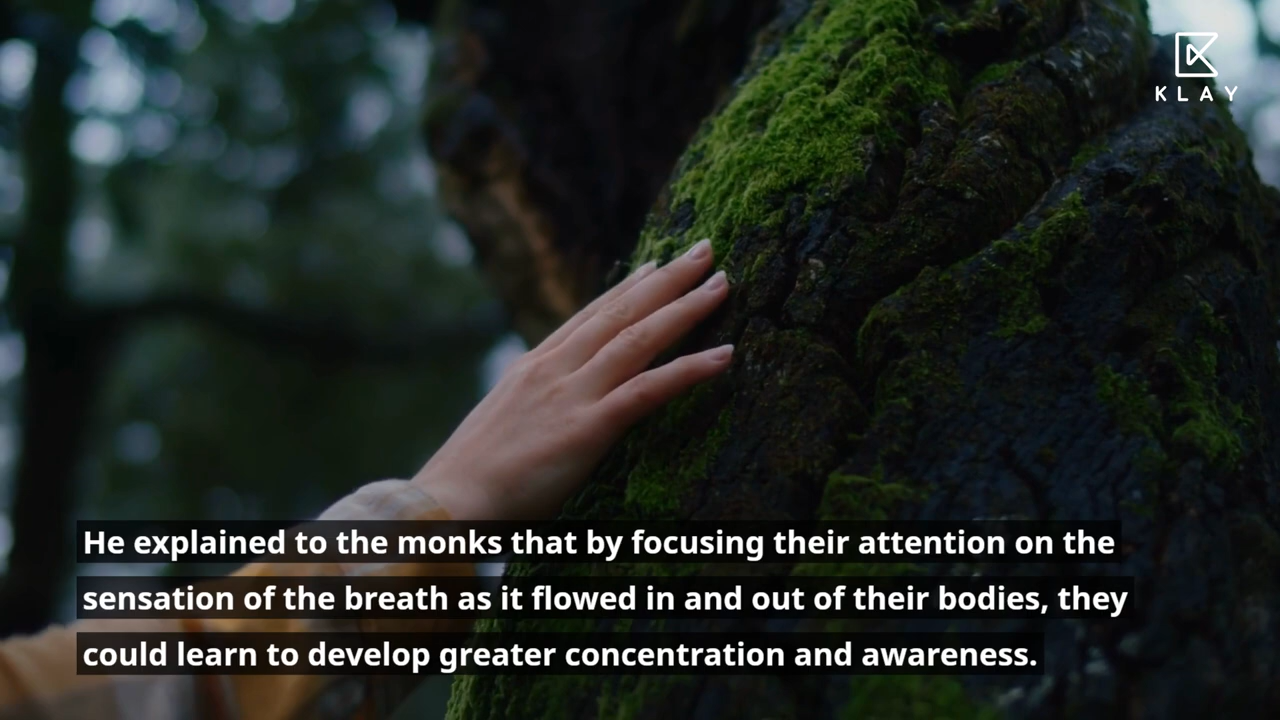 KLAY
He explained to the monks that by focusing their attention on the
sensation of the breath as it flowed in and out of their bodies, they
could learn to develop greater concentration and awareness.